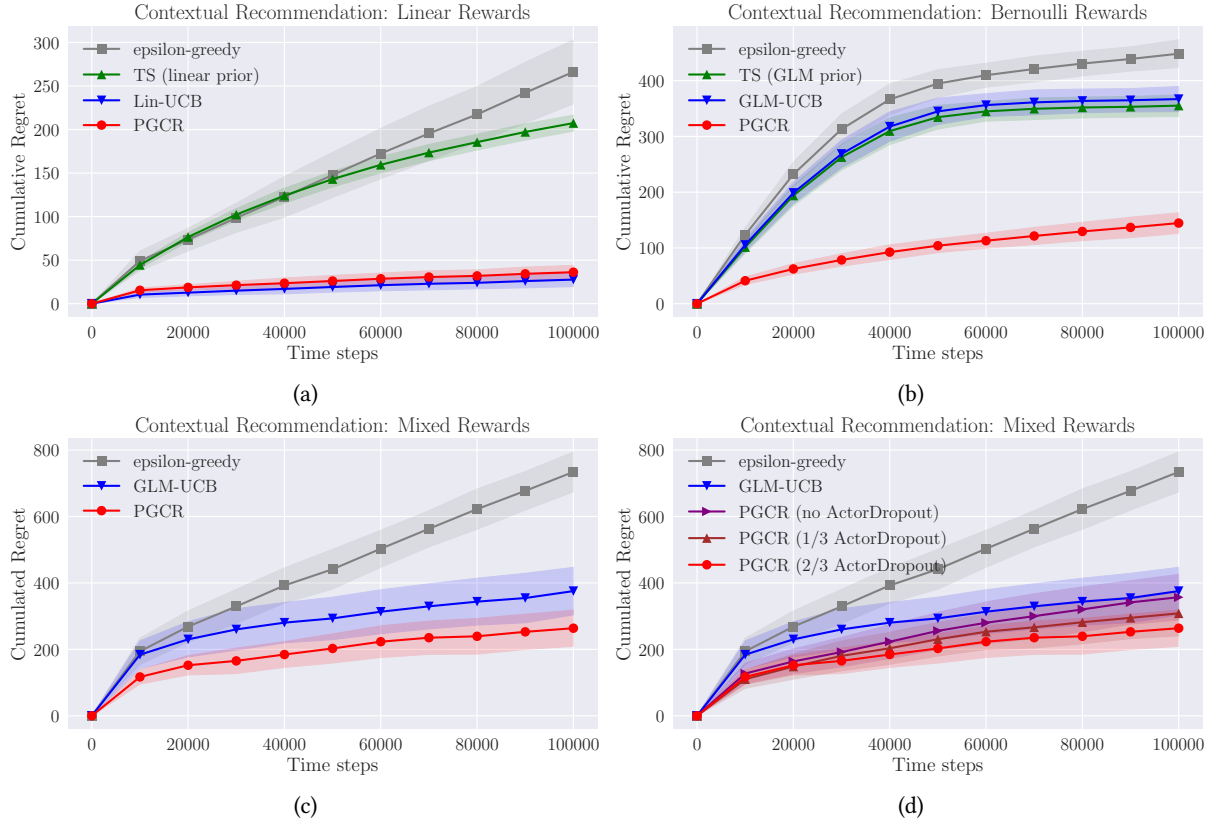 Contextual Recommendation: Linear Rewards
300
250
200
150
100
50
0
Cumulative Regret
epsilon-greedy
TS (linear prior)
Lin-UCB
PGCR
0 20000 40000 60000 80000 100000
Time steps
(a)
Contextual Recommendation: Bernoulli Rewards
400
300
200
100
0
Cumulative Regret
epsilon-greedy
TS (GLM prior)
GLM-UCB
PGCR
0 20000 40000 60000 80000 100000
Time steps
(b)
Contextual Recommendation: Mixed Rewards
800
600
400
200
0
Cumulated Regret
epsilon-greedy
GLM-UCB
PGCR
0 20000 40000 60000 80000 100000
Time steps
(c)
Contextual Recommendation: Mixed Rewards
800
600
400
200
0
Cumulated Regret
epsilon-greedy
GLM-UCB
PGCR (no ActorDropout)
PGCR (1/3 ActorDropout)
PGCR (2/3 ActorDropout)
0 20000 40000 60000 80000 100000
Time steps
(d)